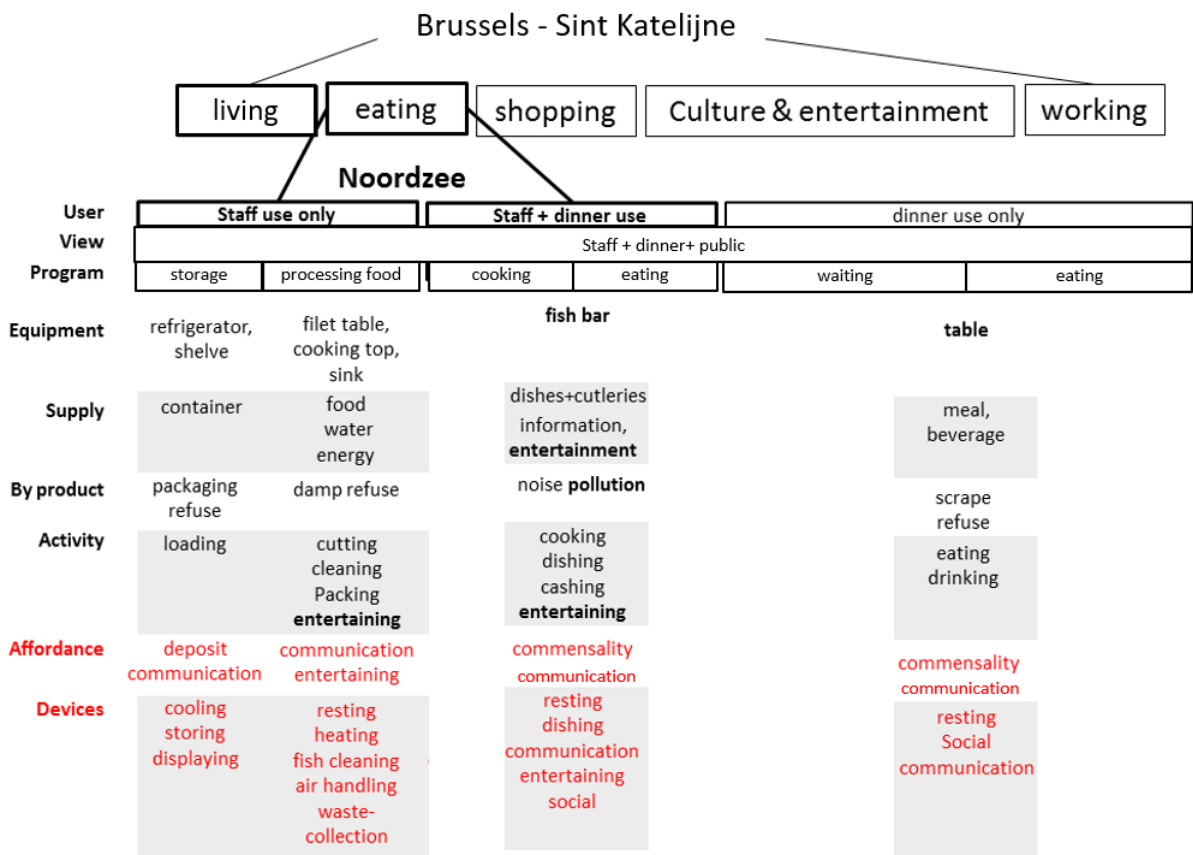 Brussels - Sint Katelijne
living eating shopping Culture & entertainment working
Noordzee
User Staff use only Staff + dinner use dinner use only
View Staff + dinner+ public
Program storage processing food cooking eating waiting eating
Equipment
refrigerator,
shelve
filet table,
cooking top,
sink
fish bar
table
Supply
container
food
water
energy
dishes+cutleries
information,
entertainment
meal,
beverage
By product
packaging
refuse
damp refuse
noise pollution
scrape
refuse
Activity
loading
cutting
cleaning
Packing
entertaining
cooking
dishing
cashing
entertaining
eating
drinking
Affordance
deposit
communication
communication
entertaining
commensality
communication
commensality
communication
Devices
cooling
storing
displaying
resting
heating
fish cleaning
air handling
waste-
collection
resting
dishing
communication
entertaining
social
resting
Social
communication